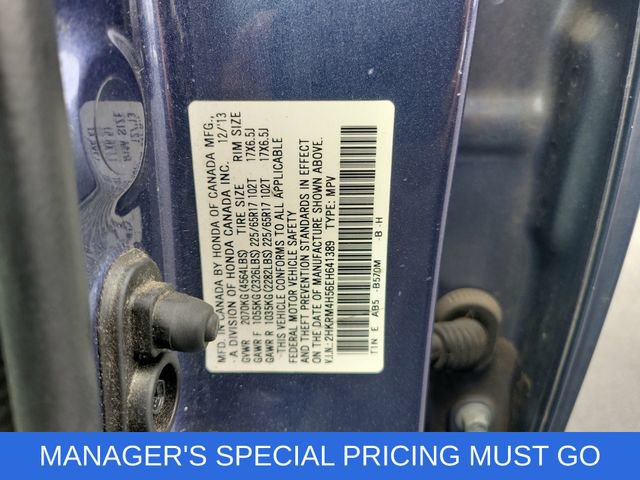 MFD. IN CANADA BY HONDA OF CANADA MFG.,
-A DIVISION OF HONDA CANADA INC. 12/'13
GVWR 2070KG(4564LBS) TIRE SIZE RIM SIZE
GAWR F 1055KG(2326LBS) 225/65R17 102T 17X6.5J
GAWR R 1035KG(2282LBS) 225/65R17 102T 17X6.5J
-THIS VEHICLE CONFORMS TO ALL APPLICABLE
FEDERAL MOTOR VEHICLE SAFETY
AND THEFT PREVENTION STANDARDS IN EFFECT
ON THE DATE OF MANUFACTURE SHOWN ABOVE.
V.I.N.: 2HKRM4H56EH641389 TYPE: MPV
T1N E AB5 -B570M -B -H
MANAGER'S SPECIAL PRICING MUST GO